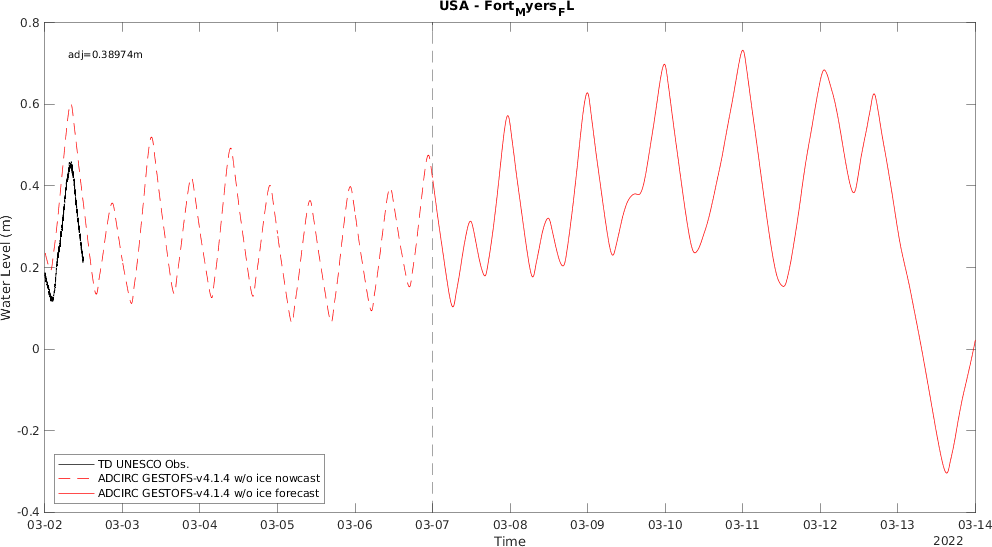 USA - Fort_Myers_FL
adj=0.38974m
0.8
0.6
0.4
0.2
0
-0.2
-0.4
Water Level (m)
TD UNESCO Obs.
ADCIRC GESTOFS-v4.1.4 w/o ice nowcast
ADCIRC GESTOFS-v4.1.4 w/o ice forecast
03-02 03-03 03-04 03-05 03-06 03-07 03-08 03-09 03-10 03-11 03-12 03-13 03-14
Time
2022